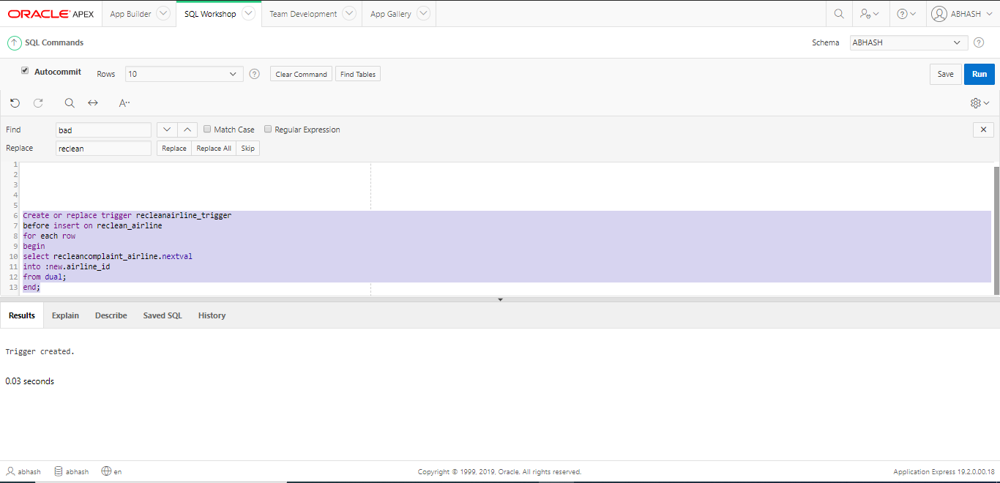 ORACLE APEX App Builder SQL Workshop Team Development App Gallery ABHASH
SQL Commands Schema ABHASH
Autocommit Rows 10 Clear Command Find Tables Save Run
A
Find bad Match Case Regular Expression
Replace reclean Replace Replace All Skip
1
2
3
4
5
6 Create or replace trigger recleanairline_trigger
7 before insert on reclean_airline
8 for each row
9 begin
10 select recleancomplaint_airline.nextval
11 into :new.airline_id
12 from dual;
13 end;
Results Explain Describe Saved SQL History
Trigger created.
0.03 seconds
abhash abhash en Copyright © 1999, 2019, Oracle. All rights reserved. Application Express 19.2.0.00.18